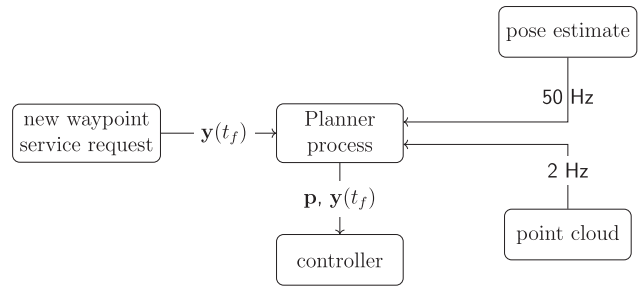 pose estimate
50 Hz
new waypoint
service request
y(t_f)
Planner
process
2 Hz
p, y(t_f)
point cloud
controller